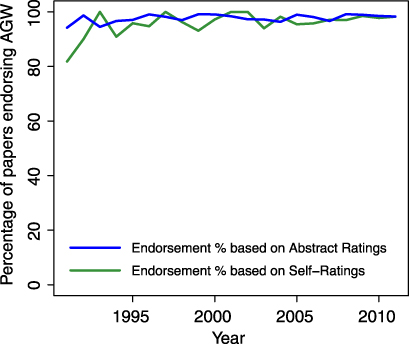 Percentage of papers endorsing AGW
100
80
60
40
20
0
Endorsement % based on Abstract Ratings
Endorsement % based on Self−Ratings
1995 2000 2005 2010
Year